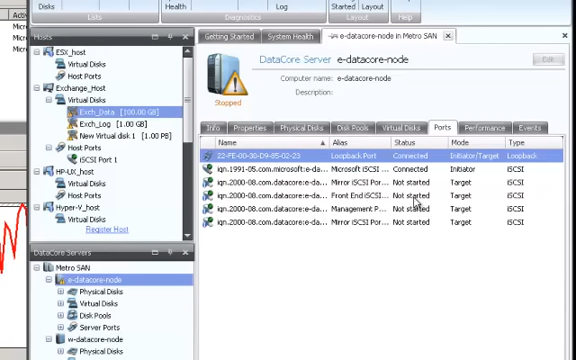 Disks
Health
Log
Started
Layout
Help
Lists
Diagnostics
Layout
Help
Hosts
ESX_host
Virtual Disks
Host Ports
Exchange_Host
Virtual Disks
Exch_Data [100.00 GB]
Exch_Log [2.00 GB]
New Virtual disk 1 [1.00 PB]
Host Ports
iSCSI Port 1
HP-UX_host
Virtual Disks
Host Ports
Hyper-V_host
Virtual Disks
Register Host
DataCore Servers
Metro SAN
e-datacore-node
Physical Disks
Virtual Disks
Disk Pools
Server Ports
w-datacore-node
Physical Disks
Getting Started
System Health
e-datacore-node in Metro SAN
DataCore Server e-datacore-node
Edit
Computer name: e-datacore-node
Description:
Stopped
Info Properties Physical Disks Disk Pools Virtual Disks Ports Performance Events
Name Alias Status Mode Type
22-FE-00-30-D9-95-02-23 Loopback Port Connected Initiator/Target Loopback
iqn.1991-05.com.microsoft:e-da... Microsoft iSCSI ... Connected Initiator iSCSI
iqn.2000-08.com.datacore:e-da... Mirror iSCSI Por... Not started Target iSCSI
iqn.2000-08.com.datacore:e-da... Front End iSCSI... Not started Target iSCSI
iqn.2000-08.com.datacore:e-da... Management P... Not started Target iSCSI
iqn.2000-08.com.datacore:e-da... Mirror iSCSI Por... Not started Target iSCSI